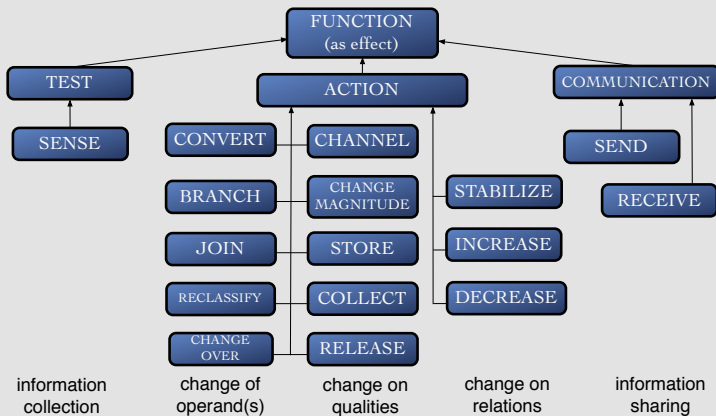 FUNCTION
(as effect)
TEST
ACTION
COMMUNICATION
SENSE
CONVERT
CHANNEL
SEND
BRANCH
CHANGE
MAGNITUDE
STABILIZE
RECEIVE
JOIN
STORE
INCREASE
RECLASSIFY
COLLECT
DECREASE
CHANGE
OVER
RELEASE
information
collection
change of
operand(s)
change on
qualities
change on
relations
information
sharing